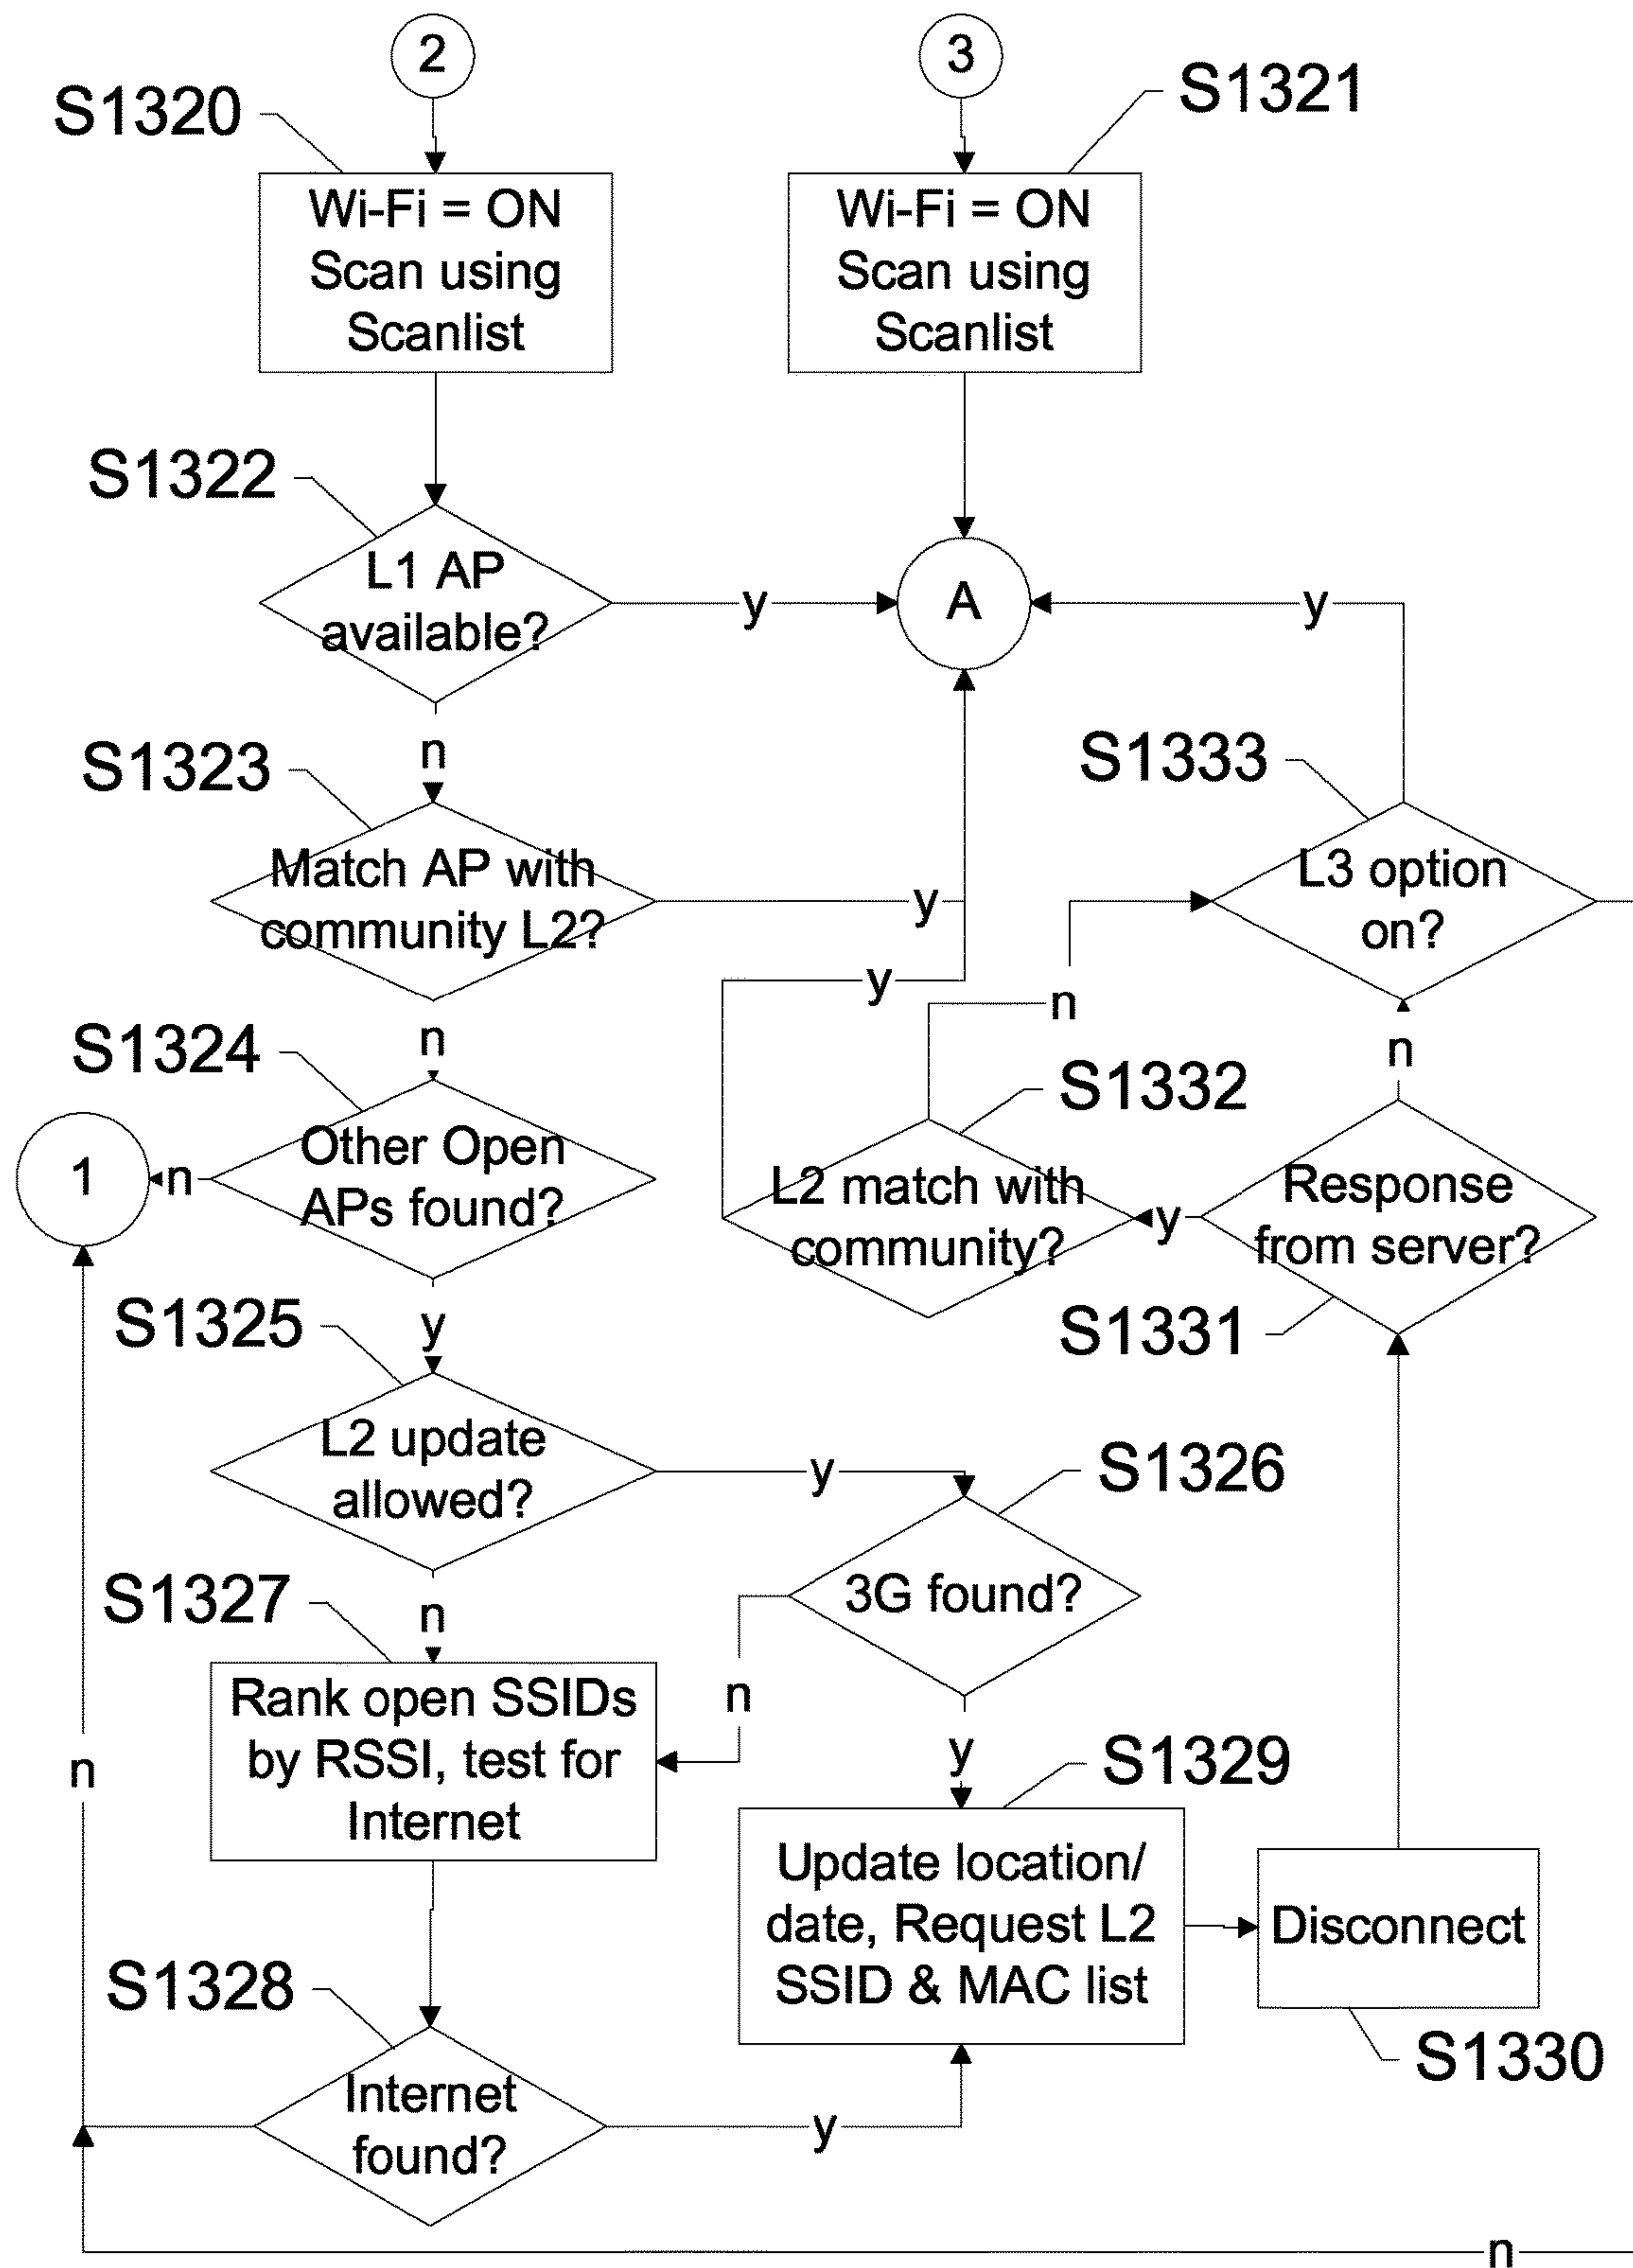 2
3
S1320
S1321
Wi-Fi = ON
Scan using
Scanlist
Wi-Fi = ON
Scan using
Scanlist
S1322
L1 AP
available?
y
A
y
n
S1323
Match AP with
community L2?
y
S1333
L3 option
on?
y
n
n
S1324
n
Other Open
APs found?
n
1
S1332
L2 match with
community?
y
Response
from server?
S1331
y
S1325
L2 update
allowed?
y
S1326
3G found?
n
S1327
Rank open SSIDs
by RSSI, test for
Internet
n
y
S1329
Update location/
date, Request L2
SSID & MAC list
Disconnect
S1330
n
S1328
Internet
found?
y
n